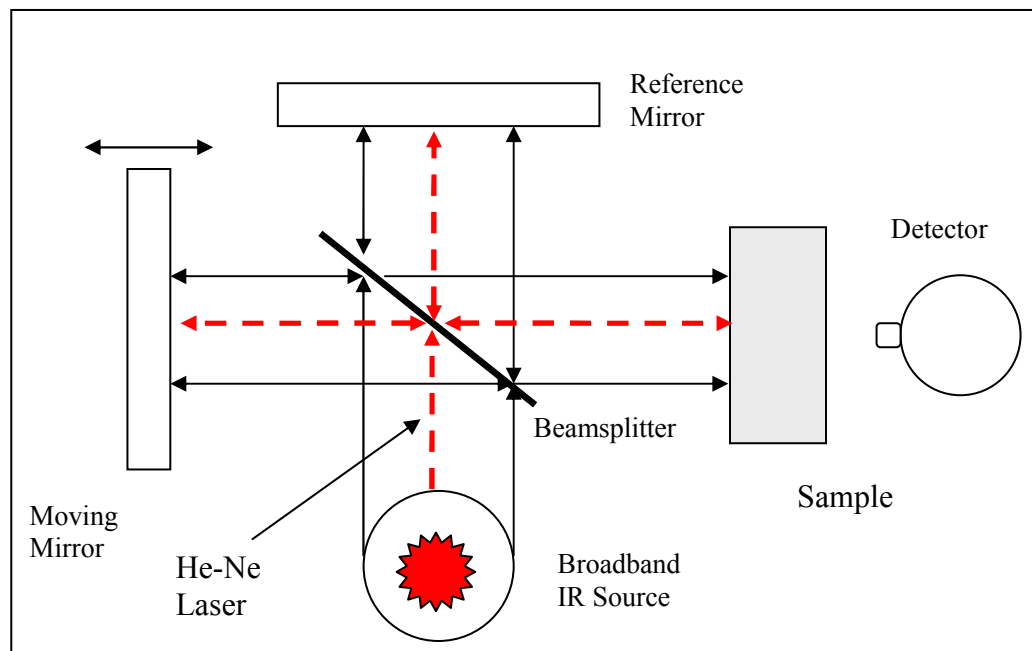 Reference
Mirror
Detector
Beamsplitter
Sample
Moving
Mirror
He-Ne
Laser
Broadband
IR Source